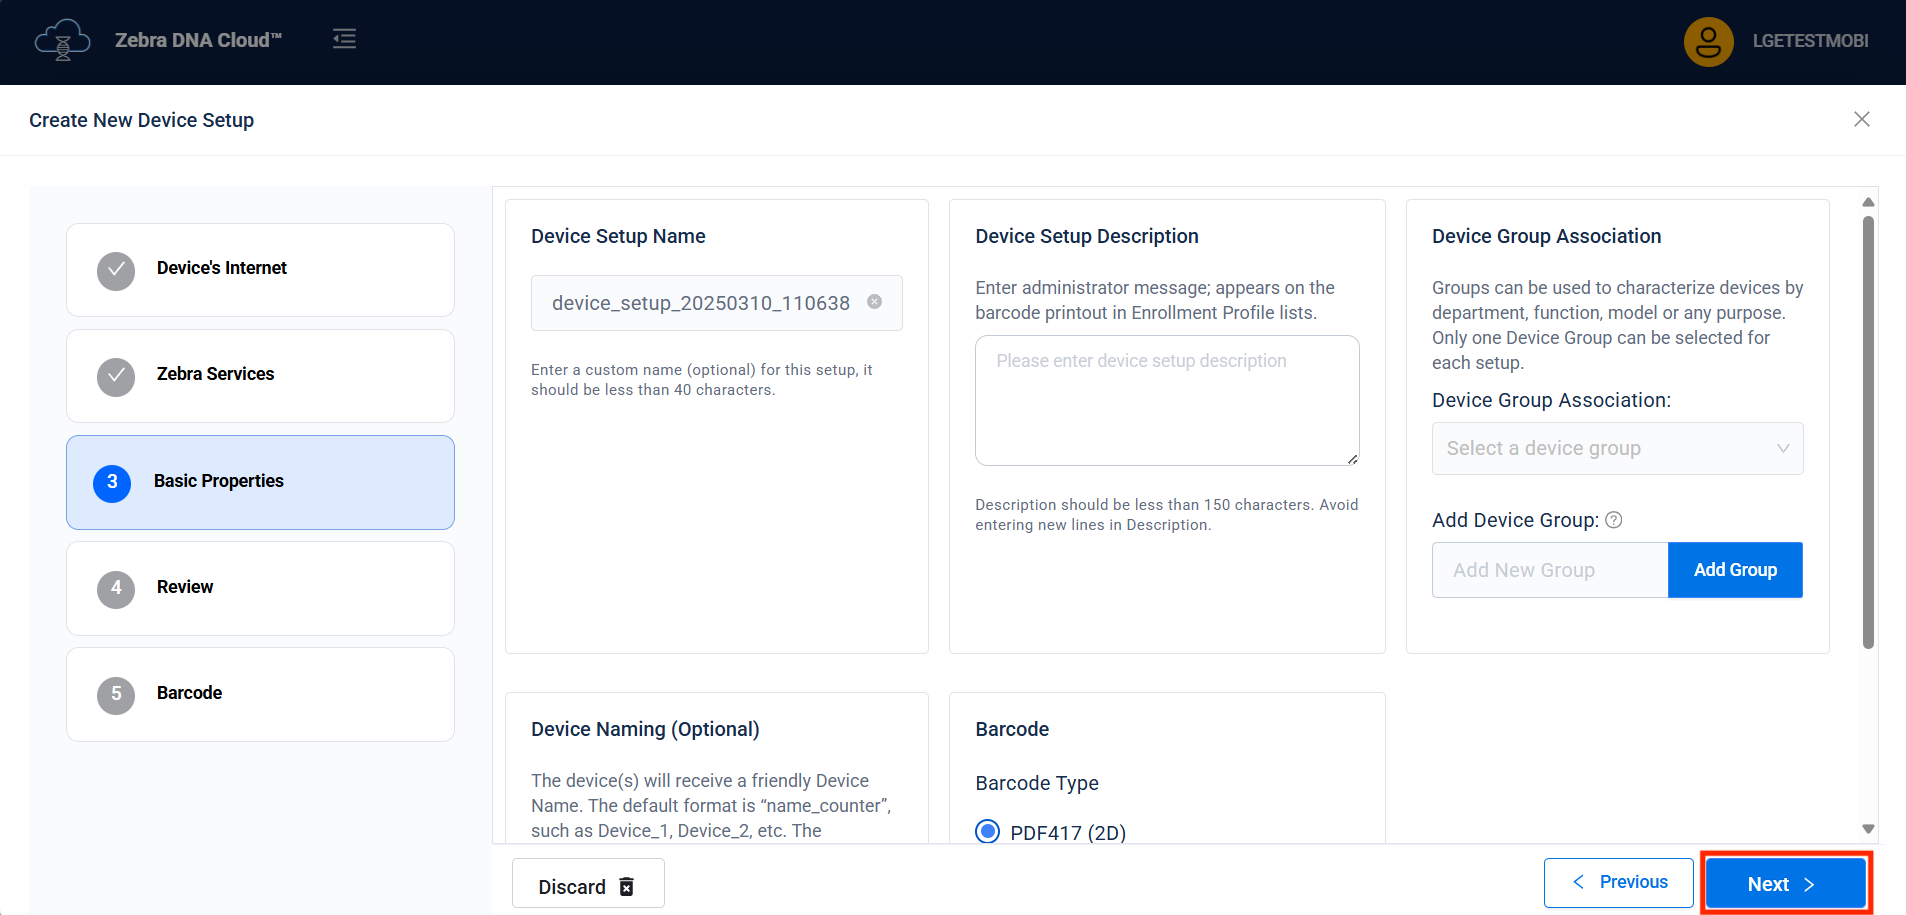 Zebra DNA Cloud™
LGETESTMOBI
Create New Device Setup
Device's Internet
Zebra Services
3
Basic Properties
4
Review
5
Barcode
Device Setup Name
device_setup_20250310_110638
Enter a custom name (optional) for this setup, it
should be less than 40 characters.
Device Setup Description
Enter administrator message; appears on the
barcode printout in Enrollment Profile lists.
Please enter device setup description
Description should be less than 150 characters. Avoid
entering new lines in Description.
Device Group Association
Groups can be used to characterize devices by
department, function, model or any purpose.
Only one Device Group can be selected for
each setup.
Device Group Association:
Select a device group
Add Device Group: ?
Add New Group
Add Group
Device Naming (Optional)
The device(s) will receive a friendly Device
Name. The default format is “name_counter”,
such as Device_1, Device_2, etc. The
Barcode
Barcode Type
PDF417 (2D)
Discard
Previous
Next